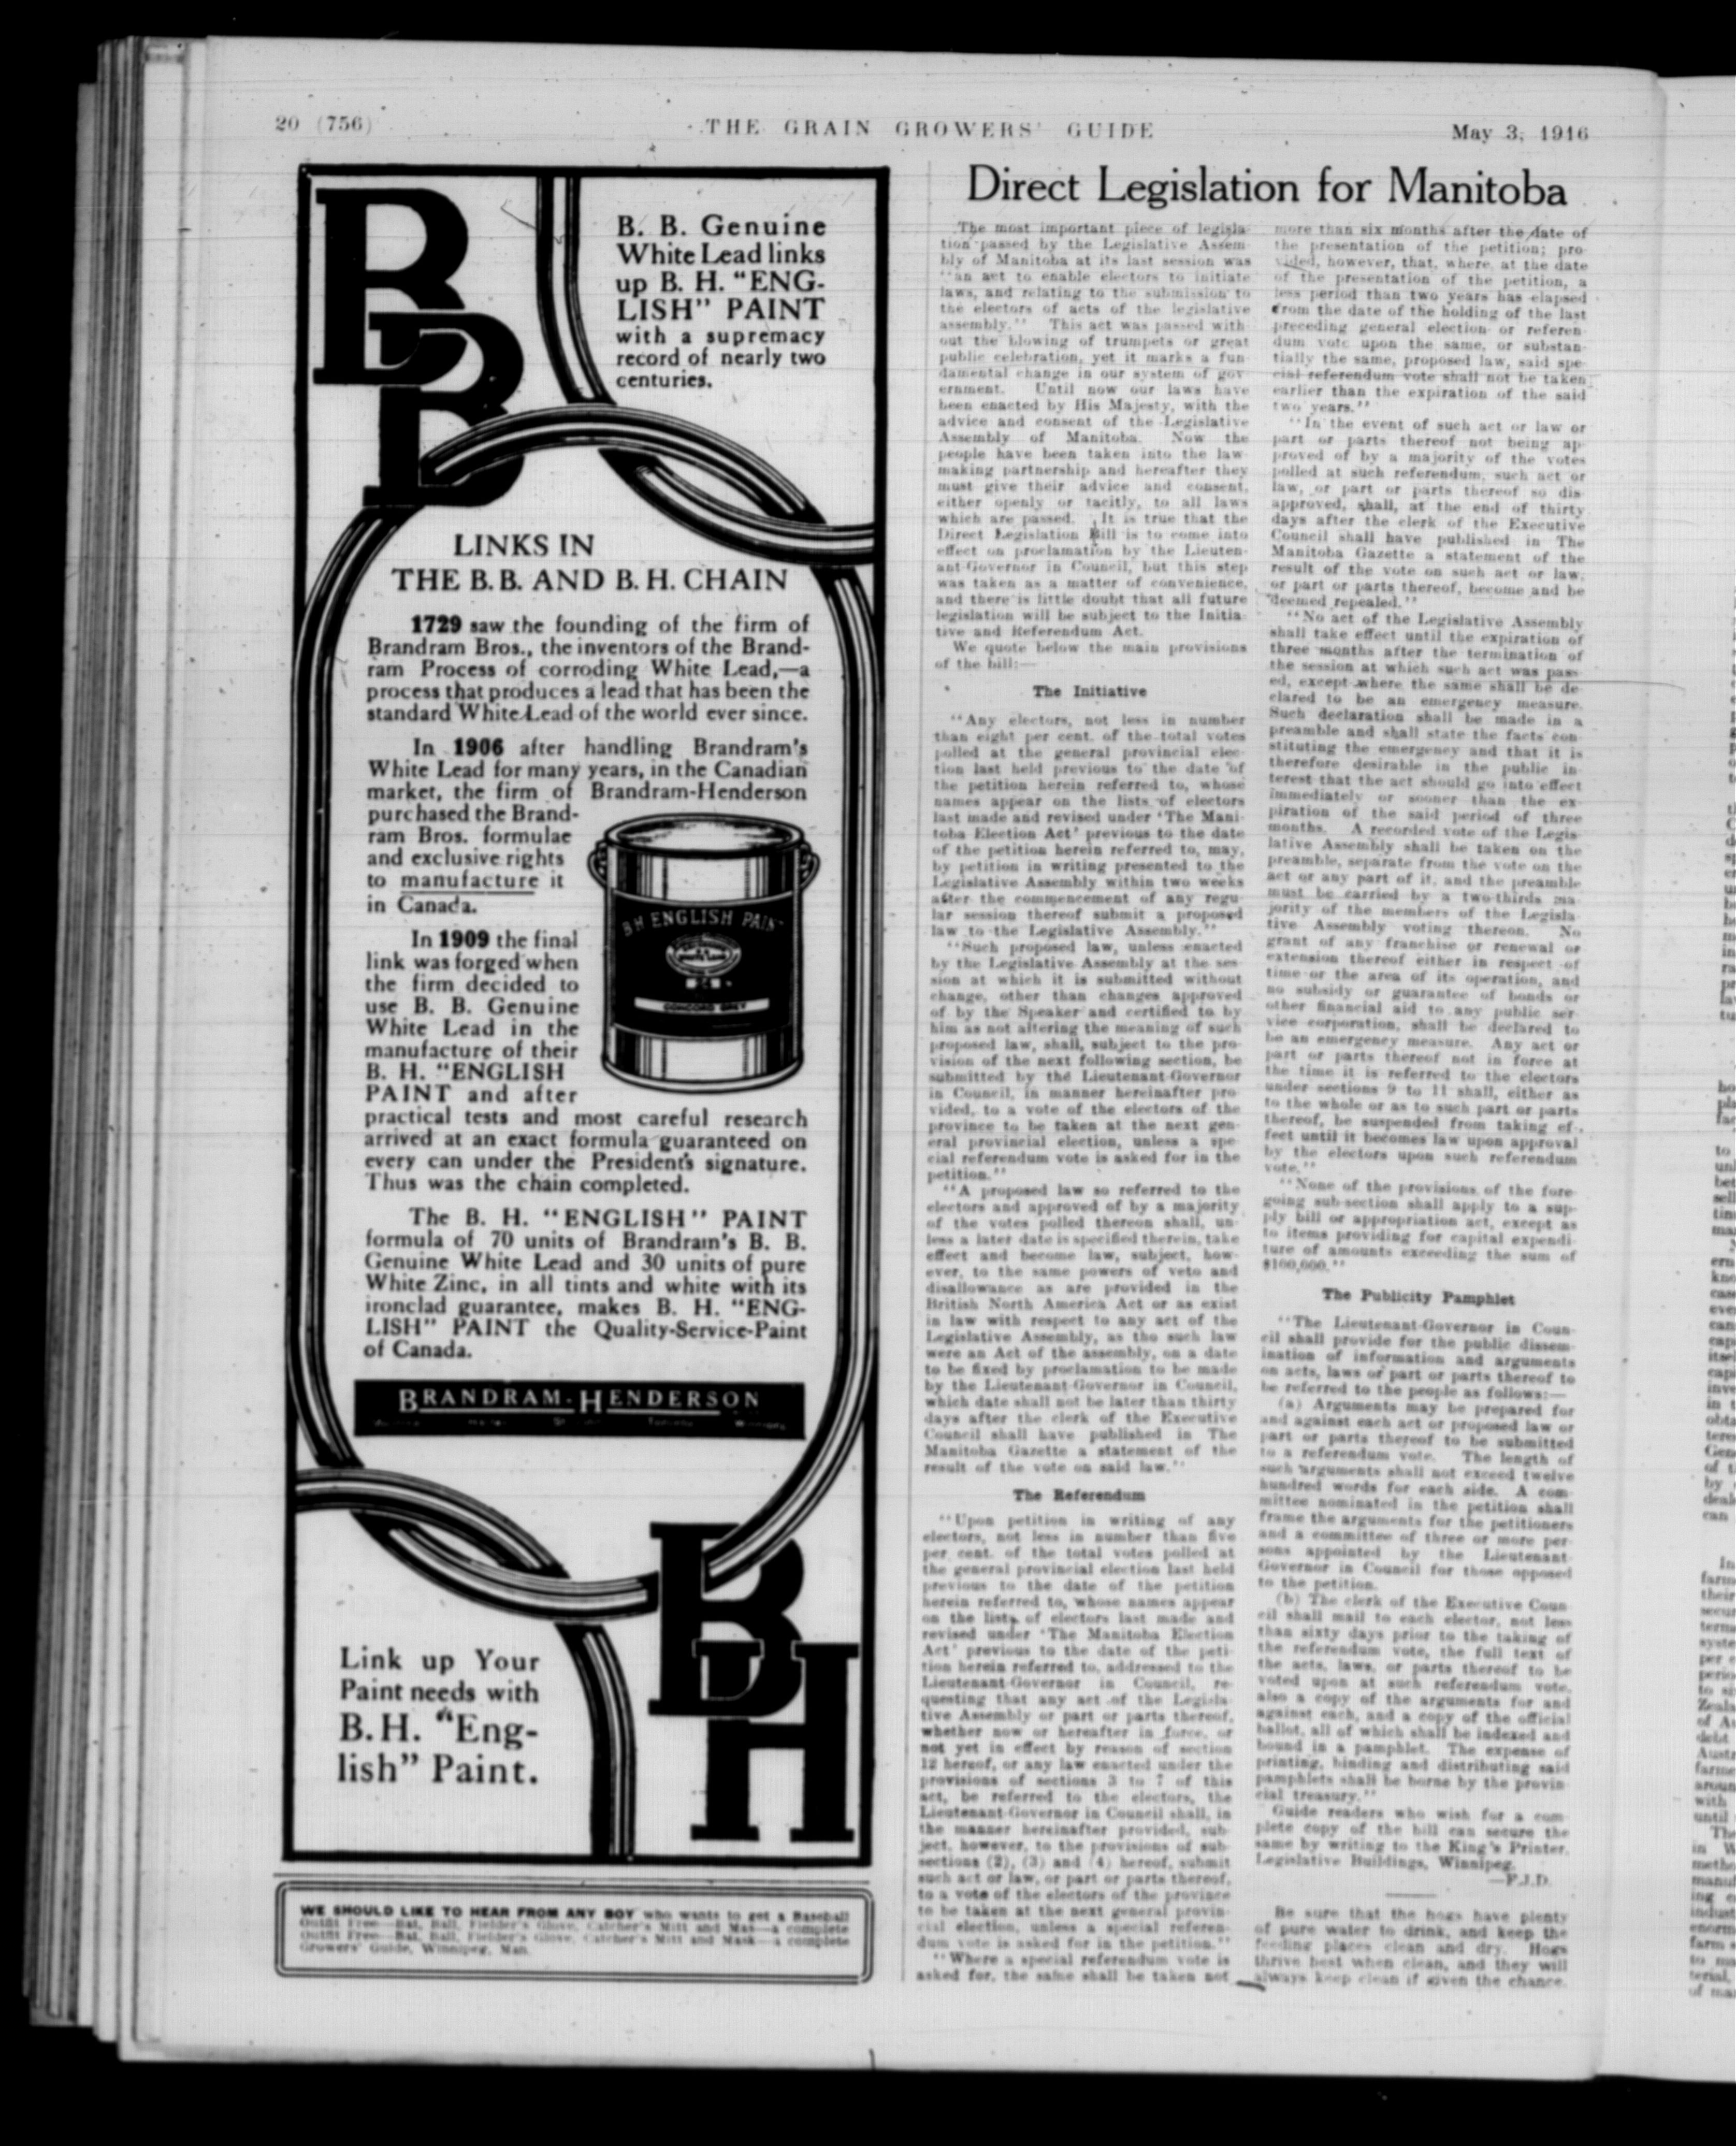 20 (756)
THE GRAIN GROWERS' GUIDE
May 3, 1916
B
B
B. B. Genuine
White Lead links
up B. H. "ENG-
LISH" PAINT
with a supremacy
record of nearly two
centuries.
LINKS IN
THE B. B. AND B. H. CHAIN
1729 saw the founding of the firm of
Brandram Bros., the inventors of the Brand-
ram Process of corroding White Lead,—a
process that produces a lead that has been the
standard White Lead of the world ever since.
In 1906 after handling Brandram's
White Lead for many years, in the Canadian
market, the firm of Brandram-Henderson
purchased the Brand-
ram Bros. formulae
and exclusive rights
to manufacture it
in Canada.
In 1909 the final
link was forged when
the firm decided to
use B. B. Genuine
White Lead in the
manufacture of their
B. H. "ENGLISH
PAINT and after
practical tests and most careful research
arrived at an exact formula guaranteed on
every can under the President's signature.
Thus was the chain completed.
BH ENGLISH PAINT
CONCORD GREY
The B. H. "ENGLISH" PAINT
formula of 70 units of Brandram's B. B.
Genuine White Lead and 30 units of pure
White Zinc, in all tints and white with its
ironclad guarantee, makes B. H. "ENG-
LISH" PAINT the Quality-Service-Paint
of Canada.
BRANDRAM-HENDERSON
Link up Your
Paint needs with
B.H. "Eng-
lish" Paint.
B
H
WE SHOULD LIKE TO HEAR FROM ANY BOY who wants to get a Baseball
Outfit Free—Bat, Ball, Fielder's Glove, Catcher's Mitt and Mask—a complete
Growers' Guide, Winnipeg, Man.
Direct Legislation for Manitoba
The most important piece of legisla-
tion passed by the Legislative Assem-
bly of Manitoba at its last session was
"an act to enable electors to initiate
laws, and relating to the submission to
the electors of acts of the legislative
assembly." This act was passed with-
out the blowing of trumpets or great
public celebration, yet it marks a fun-
damental change in our system of gov-
ernment. Until now our laws have
been enacted by His Majesty, with the
advice and consent of the Legislative
Assembly of Manitoba. Now the
people have been taken into the law-
making partnership and hereafter they
must give their advice and consent,
either openly or tacitly, to all laws
which are passed. It is true that the
Direct Legislation Bill is to come into
effect on proclamation by the Lieuten-
ant-Governor in Council, but this step
was taken as a matter of convenience,
and there is little doubt that all future
legislation will be subject to the Initia-
tive and Referendum Act.
We quote below the main provisions
of the bill:—
The Initiative
"Any electors, not less in number
than eight per cent. of the total votes
polled at the general provincial elec-
tion last held previous to the date of
the petition herein referred to, whose
names appear on the lists of electors
last made and revised under 'The Mani-
toba Election Act' previous to the date
of the petition herein referred to, may,
by petition in writing presented to the
Legislative Assembly within two weeks
after the commencement of any regu-
lar session thereof submit a proposed
law to the Legislative Assembly."
"Such proposed law, unless enacted
by the Legislative Assembly at the ses-
sion at which it is submitted without
change, other than changes approved
of by the Speaker and certified to by
him as not altering the meaning of such
proposed law, shall, subject to the pro-
vision of the next following section, be
submitted by the Lieutenant-Governor
in Council, in manner hereinafter pro-
vided, to a vote of the electors of the
province to be taken at the next gen-
eral provincial election, unless a spe-
cial referendum vote is asked for in the
petition."
"A proposed law so referred to the
electors and approved of by a majority
of the votes polled thereon shall, un-
less a later date is specified therein, take
effect and become law, subject, how-
ever, to the same powers of veto and
disallowance as are provided in the
British North America Act or as exist
in law with respect to any act of the
Legislative Assembly, as tho such law
were an Act of the assembly, on a date
to be fixed by proclamation to be made
by the Lieutenant-Governor in Council,
which date shall not be later than thirty
days after the clerk of the Executive
Council shall have published in The
Manitoba Gazette a statement of the
result of the vote on said law."
The Referendum
"Upon petition in writing of any
electors, not less in number than five
per cent. of the total votes polled at
the general provincial election last held
previous to the date of the petition
herein referred to, whose names appear
on the lists of electors last made and
revised under 'The Manitoba Election
Act' previous to the date of the peti-
tion herein referred to, addressed to the
Lieutenant-Governor in Council, re-
questing that any act of the Legisla-
tive Assembly or part or parts thereof,
whether now or hereafter in force, or
not yet in effect by reason of section
12 hereof, or any law enacted under the
provisions of sections 3 to 7 of this
act, be referred to the electors, the
Lieutenant-Governor in Council shall, in
the manner hereinafter provided, sub-
ject, however, to the provisions of sub-
sections (2), (3) and (4) hereof, submit
such act or law, or part or parts thereof,
to a vote of the electors of the province
to be taken at the next general provin-
cial election, unless a special referen-
dum vote is asked for in the petition."
"Where a special referendum vote is
asked for, the same shall be taken not
more than six months after the date of
the presentation of the petition; pro-
vided, however, that, where at the date
of the presentation of the petition, a
less period than two years has elapsed
from the date of the holding of the last
preceding general election or referen-
dum vote upon the same, or substan-
tially the same, proposed law, said spe-
cial referendum vote shall not be taken
earlier than the expiration of the said
two years."
"In the event of such act or law or
part or parts thereof not being ap-
proved of by a majority of the votes
polled at such referendum, such act or
law, or part or parts thereof so dis-
approved, shall, at the end of thirty
days after the clerk of the Executive
Council shall have published in The
Manitoba Gazette a statement of the
result of the vote on such act or law,
or part or parts thereof, become and be
deemed repealed."
"No act of the Legislative Assembly
shall take effect until the expiration of
three months after the termination of
the session at which such act was pass-
ed, except where the same shall be de-
clared to be an emergency measure.
Such declaration shall be made in a
preamble and shall state the facts con-
stituting the emergency and that it is
therefore desirable in the public in-
terest that the act should go into effect
immediately or sooner than the ex-
piration of the said period of three
months. A recorded vote of the Legis-
lative Assembly shall be taken on the
preamble, separate from the vote on the
act or any part of it, and the preamble
must be carried by a two-thirds ma-
jority of the members of the Legisla-
tive Assembly voting thereon. No
grant of any franchise or renewal or
extension thereof either in respect of
time or the area of its operation, and
no subsidy or guarantee of bonds or
other financial aid to any public ser-
vice corporation, shall be declared to
be an emergency measure. Any act or
part or parts thereof not in force at
the time it is referred to the electors
under sections 9 to 11 shall, either as
to the whole or as to such part or parts
thereof, be suspended from taking ef-
fect until it becomes law upon approval
by the electors upon such referendum
vote."
"None of the provisions of the fore-
going sub-section shall apply to a sup-
ply bill or appropriation act, except as
to items providing for capital expendi-
ture of amounts exceeding the sum of
$100,000."
The Publicity Pamphlet
"The Lieutenant-Governor in Coun-
cil shall provide for the public dissem-
ination of information and arguments
on acts, laws or part or parts thereof to
be referred to the people as follows:—
(a) Arguments may be prepared for
and against each act or proposed law or
part or parts thereof to be submitted
to a referendum vote. The length of
such arguments shall not exceed twelve
hundred words for each side. A com-
mittee nominated in the petition shall
frame the arguments for the petitioners
and a committee of three or more per-
sons appointed by the Lieutenant-
Governor in Council for those opposed
to the petition.
(b) The clerk of the Executive Coun-
cil shall mail to each elector, not less
than sixty days prior to the taking of
the referendum vote, the full text of
the acts, laws, or parts thereof to be
voted upon at such referendum vote,
also a copy of the arguments for and
against each, and a copy of the official
ballot, all of which shall be indexed and
bound in a pamphlet. The expense of
printing, binding and distributing said
pamphlets shall be borne by the provin-
cial treasury."
Guide readers who wish for a com-
plete copy of the bill can secure the
same by writing to the King's Printer,
Legislative Buildings, Winnipeg.
—F.J.D.
Be sure that the hogs have plenty
of pure water to drink, and keep the
feeding places clean and dry. Hogs
thrive best when clean, and they will
always keep clean if given the chance.